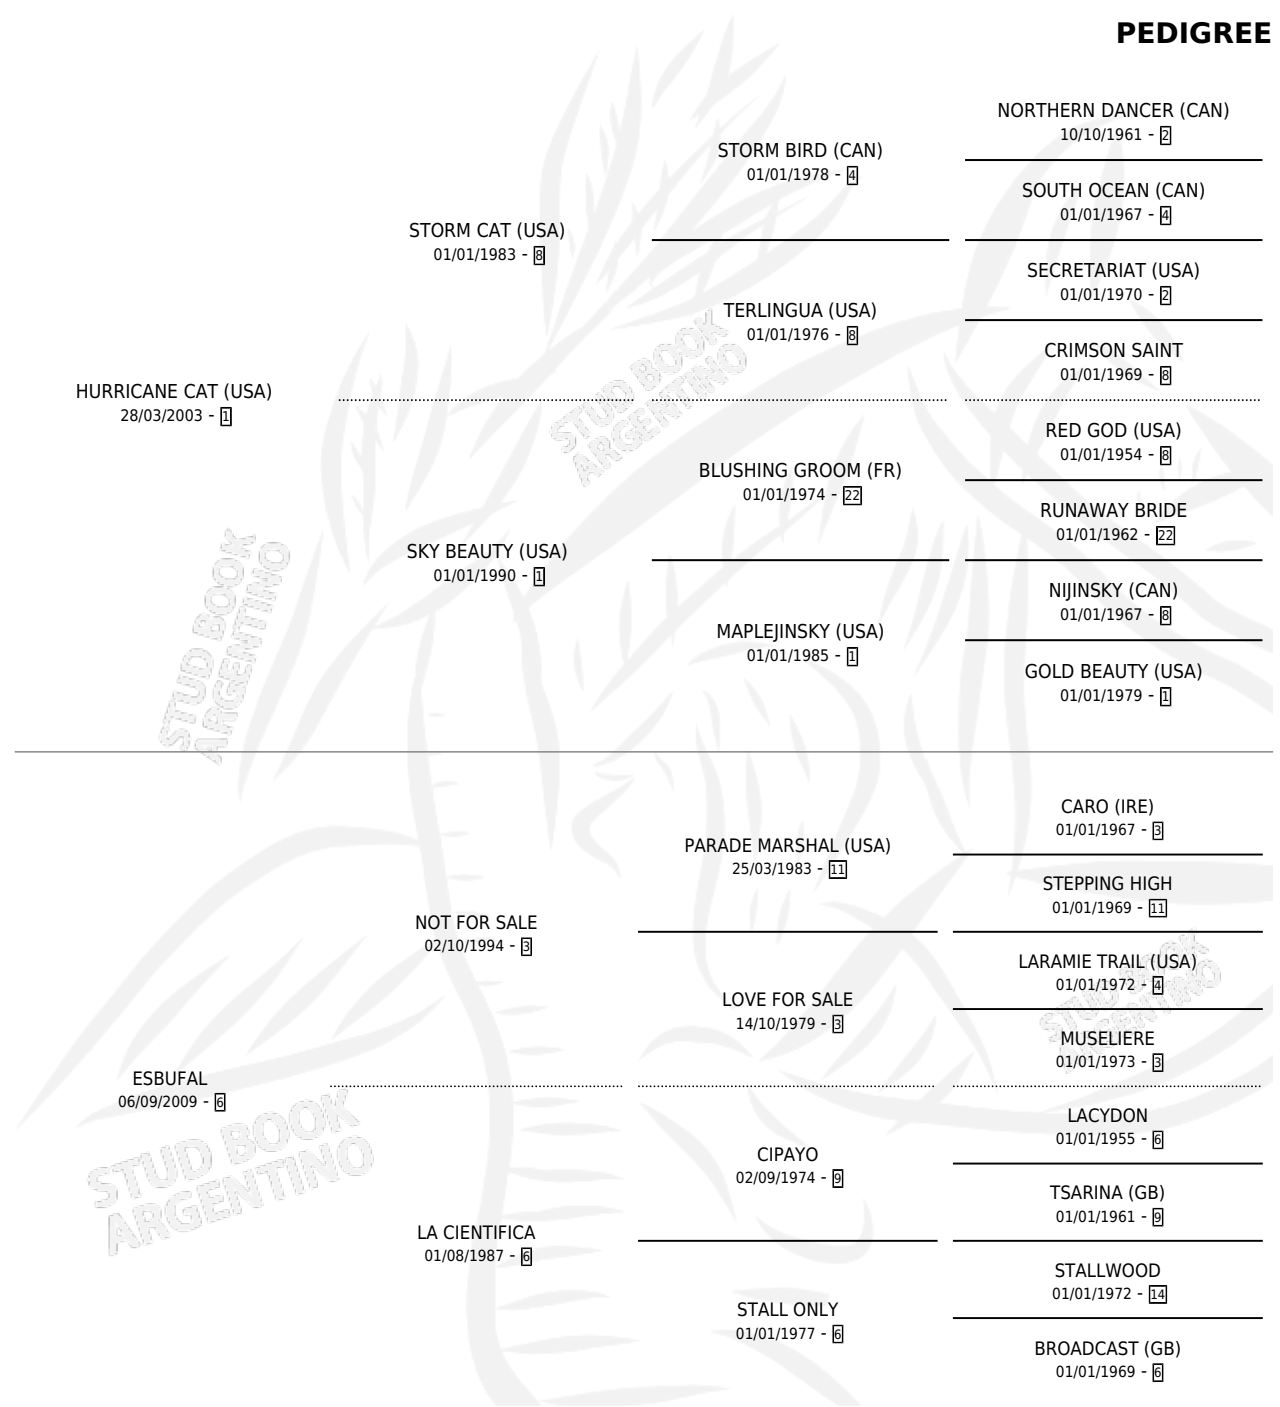 PEDIGREE
NORTHERN DANCER (CAN)
10/10/1961 - 2
STORM BIRD (CAN)
01/01/1978 - 4
SOUTH OCEAN (CAN)
01/01/1967 - 4
STORM CAT (USA)
01/01/1983 - 8
SECRETARIAT (USA)
01/01/1970 - 2
TERLINGUA (USA)
01/01/1976 - 8
CRIMSON SAINT
01/01/1969 - 8
HURRICANE CAT (USA)
28/03/2003 - 1
RED GOD (USA)
01/01/1954 - 8
BLUSHING GROOM (FR)
01/01/1974 - 22
RUNAWAY BRIDE
01/01/1962 - 22
SKY BEAUTY (USA)
01/01/1990 - 1
NIJINSKY (CAN)
01/01/1967 - 8
MAPLEJINSKY (USA)
01/01/1985 - 1
GOLD BEAUTY (USA)
01/01/1979 - 1
CARO (IRE)
01/01/1967 - 3
PARADE MARSHAL (USA)
25/03/1983 - 11
STEPPING HIGH
01/01/1969 - 11
NOT FOR SALE
02/10/1994 - 3
LARAMIE TRAIL (USA)
01/01/1972 - 4
LOVE FOR SALE
14/10/1979 - 3
MUSELIERE
01/01/1973 - 3
ESBUFAL
06/09/2009 - 6
LACYDON
01/01/1955 - 6
CIPAYO
02/09/1974 - 9
TSARINA (GB)
01/01/1961 - 9
LA CIENTIFICA
01/08/1987 - 6
STALLWOOD
01/01/1972 - 14
STALL ONLY
01/01/1977 - 6
BROADCAST (GB)
01/01/1969 - 6
STUD BOOK
ARGENTINO
STUD BOOK
ARGENTINO
STUD BOOK
ARGENTINO
STUD BOOK
ARGENTINO